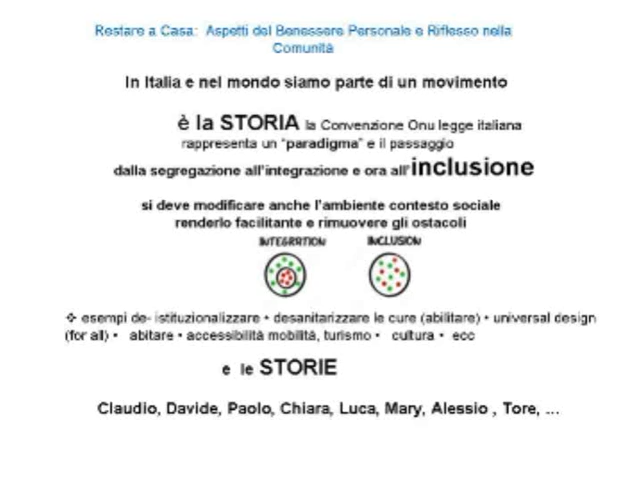 Restare a Casa: Aspetti del Benessere Personale e Riflesso nella
Comunità
In Italia e nel mondo siamo parte di un movimento
è la STORIA la Convenzione Onu legge italiana
rappresenta un "paradigma" e il passaggio
dalla segregazione all'integrazione e ora all'inclusione
si deve modificare anche l'ambiente contesto sociale
renderlo facilitante e rimuovere gli ostacoli
INTEGRATION INCLUSION
❖ esempi de- istituzionalizzare • desanitarizzare le cure (abilitare) • universal design
(for all) • abitare • accessibilità mobilità, turismo • cultura • ecc
e le STORIE
Claudio, Davide, Paolo, Chiara, Luca, Mary, Alessio , Tore, ...